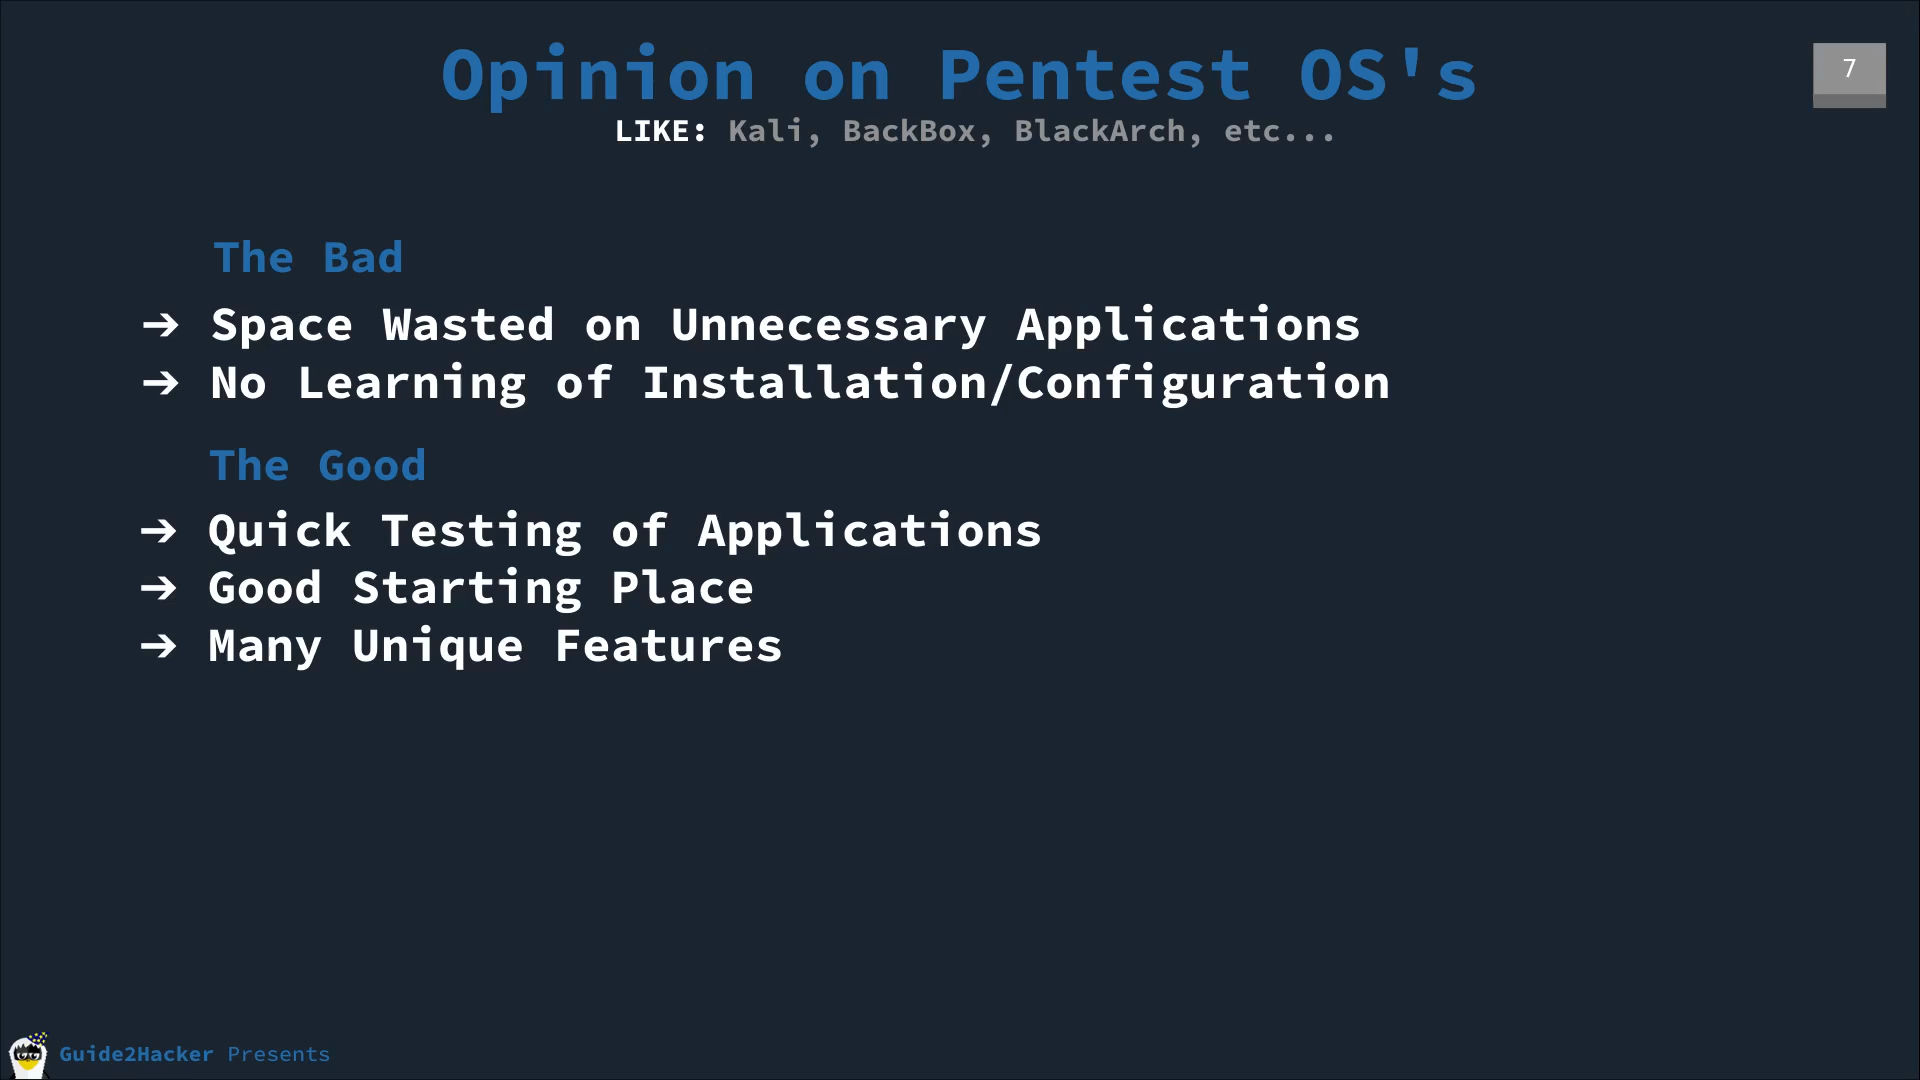 Opinion on Pentest OS's
7
LIKE: Kali, BackBox, BlackArch, etc...
The Bad
➔ Space Wasted on Unnecessary Applications
➔ No Learning of Installation/Configuration
The Good
➔ Quick Testing of Applications
➔ Good Starting Place
➔ Many Unique Features
Guide2Hacker Presents